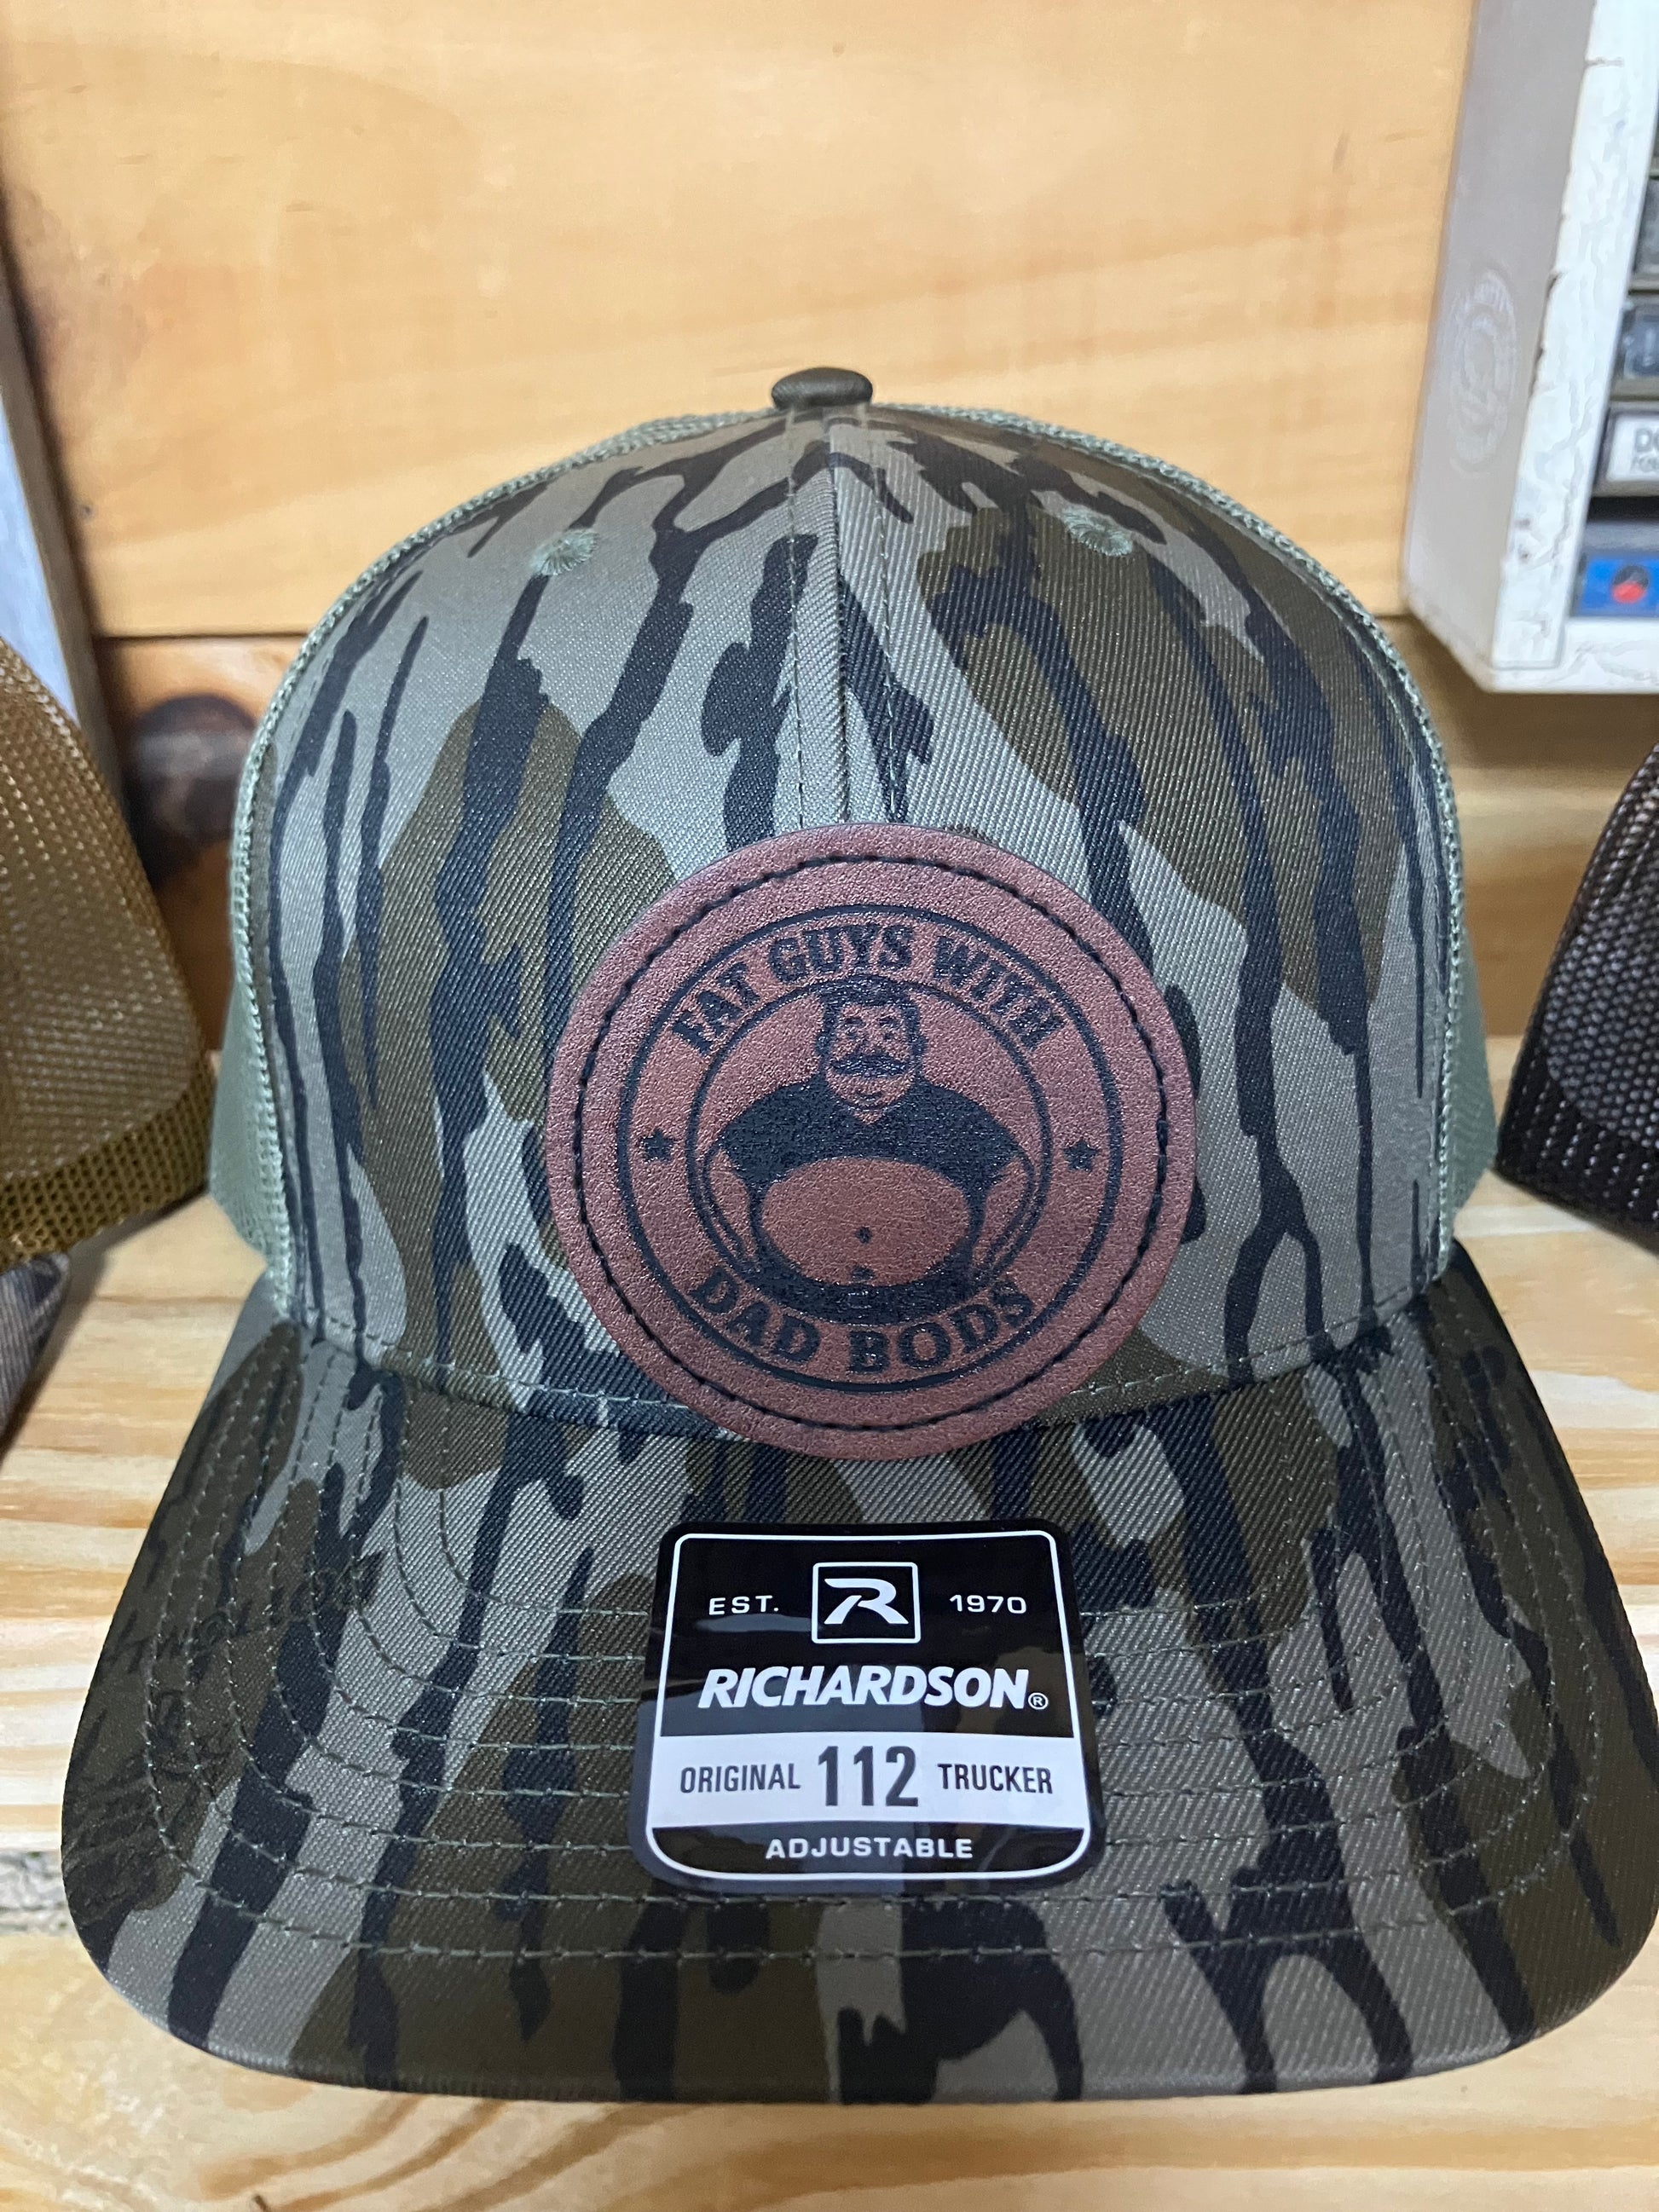 FAT GUYS WITH
DAD BODS
EST. R 1970
RICHARDSON®
ORIGINAL 112 TRUCKER
ADJUSTABLE